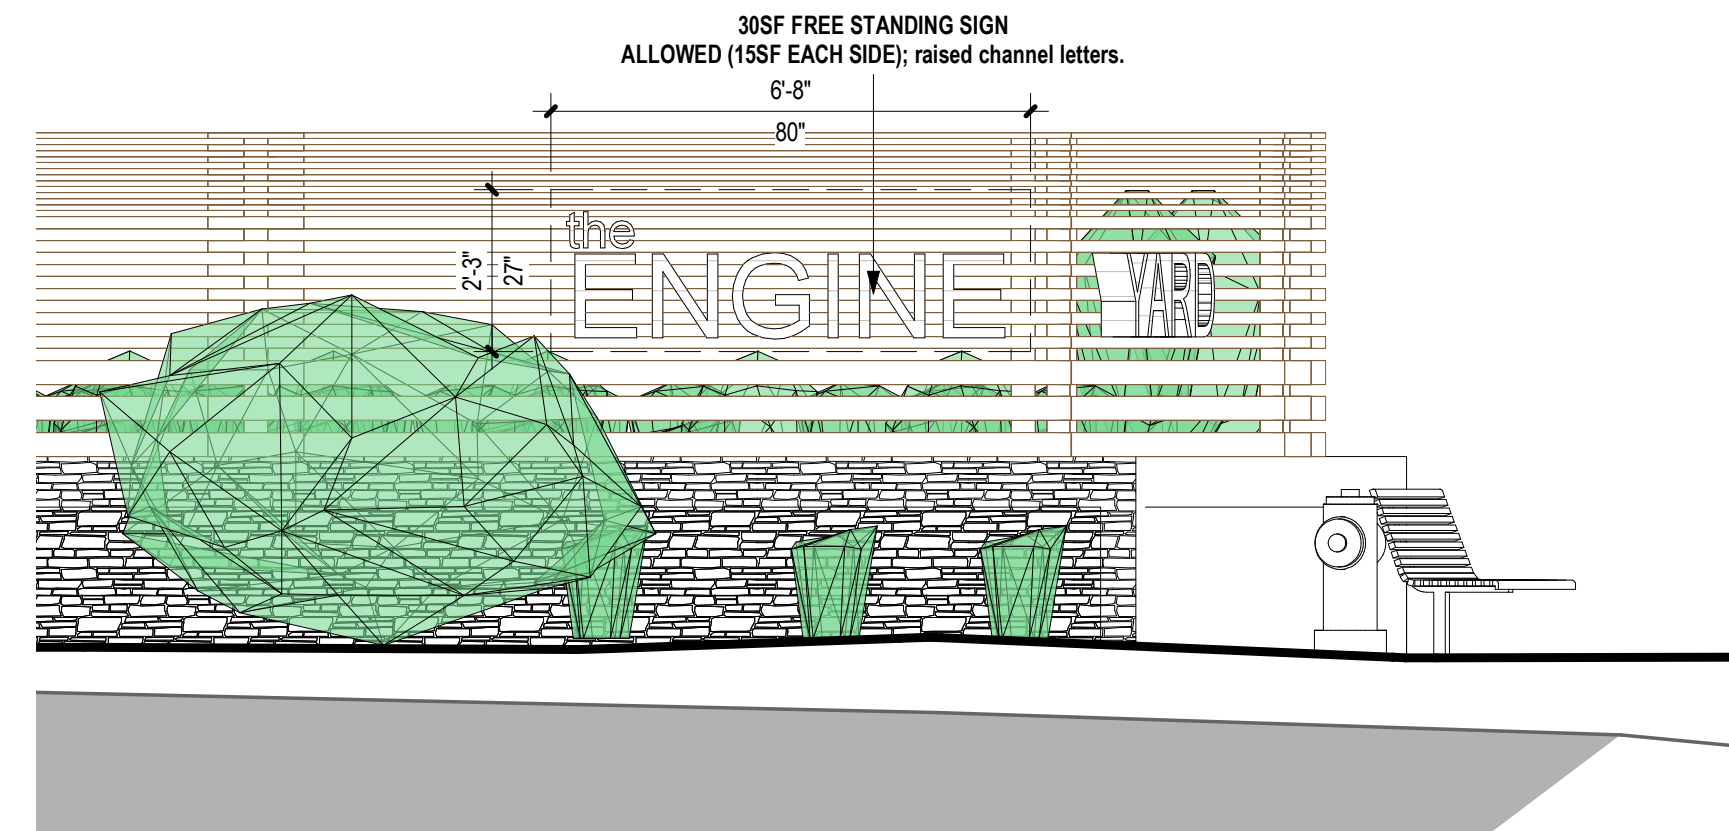 30SF FREE STANDING SIGN
ALLOWED (15SF EACH SIDE); raised channel letters.
6'-8"
80"
2'-3"
27"
the
ENGINE
YARD